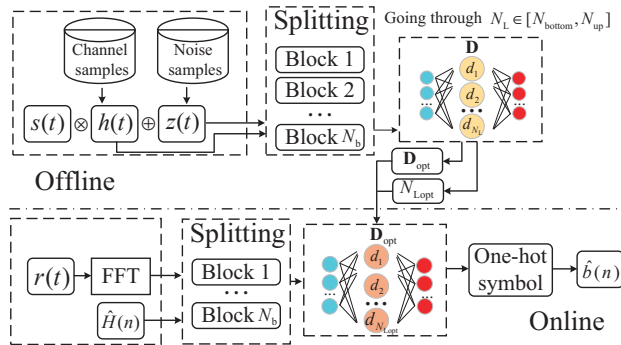 Splitting
Going through N_L ∈ [N_bottom, N_up]
Channel samples
Noise samples
Block 1
Block 2
...
Block N_b
D
d_1
d_2
...
d_{N_L}
...
...
s(t) ⊗ h(t) ⊕ z(t)
Offline
D_opt
N_Lopt
Splitting
D_opt
r(t)
FFT
Block 1
...
Block N_b
d_1
d_2
...
d_{N_Lopt}
...
...
One-hot symbol
b̂(n)
Ĥ(n)
Online